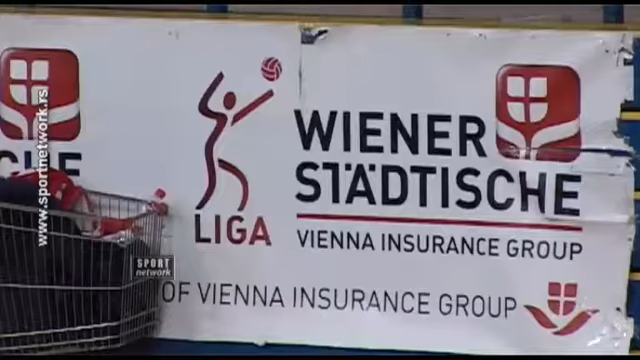 www.sportnetwork.rs
WIENER
STÄDTISCHE
LIGA
VIENNA INSURANCE GROUP
SPORT
network
OF VIENNA INSURANCE GROUP